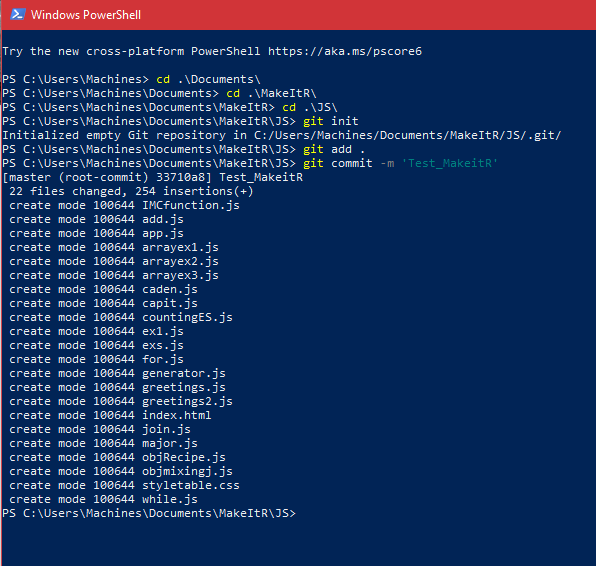 Windows PowerShell
Try the new cross-platform PowerShell https://aka.ms/pscore6
PS C:\Users\Machines> cd .\Documents\
PS C:\Users\Machines\Documents> cd .\MakeItR\
PS C:\Users\Machines\Documents\MakeItR> cd .\JS\
PS C:\Users\Machines\Documents\MakeItR\JS> git init
Initialized empty Git repository in C:/Users/Machines/Documents/MakeItR/JS/.git/
PS C:\Users\Machines\Documents\MakeItR\JS> git add .
PS C:\Users\Machines\Documents\MakeItR\JS> git commit -m 'Test_MakeitR'
[master (root-commit) 33710a8] Test_MakeitR
 22 files changed, 254 insertions(+)
 create mode 100644 IMCfunction.js
 create mode 100644 add.js
 create mode 100644 app.js
 create mode 100644 arrayex1.js
 create mode 100644 arrayex2.js
 create mode 100644 arrayex3.js
 create mode 100644 caden.js
 create mode 100644 capit.js
 create mode 100644 countingES.js
 create mode 100644 ex1.js
 create mode 100644 exs.js
 create mode 100644 for.js
 create mode 100644 generator.js
 create mode 100644 greetings.js
 create mode 100644 greetings2.js
 create mode 100644 index.html
 create mode 100644 join.js
 create mode 100644 major.js
 create mode 100644 objRecipe.js
 create mode 100644 objmixingj.js
 create mode 100644 styletable.css
 create mode 100644 while.js
PS C:\Users\Machines\Documents\MakeItR\JS>